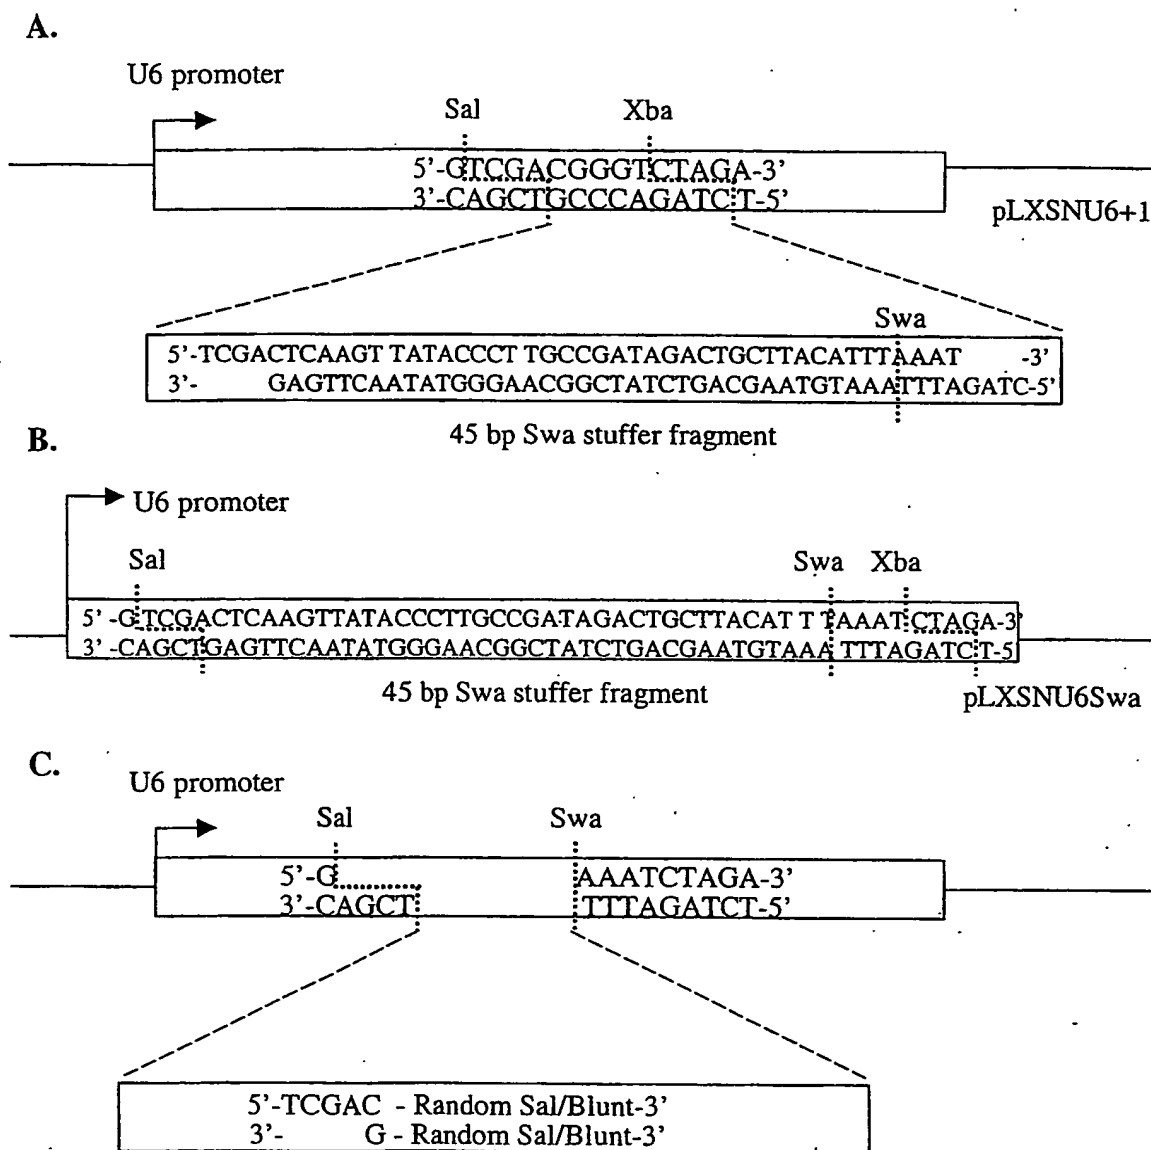 A.
U6 promoter
Sal Xba
5'-GTCGACGGGTCTAGA-3'
3'-CAGCTGCCCAGATCT-5'
pLXSNU6+1
Swa
5'-TCGACTCAAGT TATACCCT TGCCGATAGACTGCTTACATTTAAAT -3'
3'- GAGTTCAATATGGGAACGGCTATCTGACGAATGTAAATTTAGATC-5'
45 bp Swa stuffer fragment
B.
U6 promoter
Sal Swa Xba
5' -GTCGACTCAAGTTATACCCTTGCCGATAGACTGCTTACAT T TAAATCTAGA-3'
3' -CAGCTGAGTTCAATATGGGAACGGCTATCTGACGAATGTAAA TTTAGATCT-5
45 bp Swa stuffer fragment
pLXSNU6Swa
C.
U6 promoter
Sal Swa
5'-G AAATCTAGA-3'
3'-CAGCT TTTAGATCT-5'
5'-TCGAC - Random Sal/Blunt-3'
3'- G - Random Sal/Blunt-3'